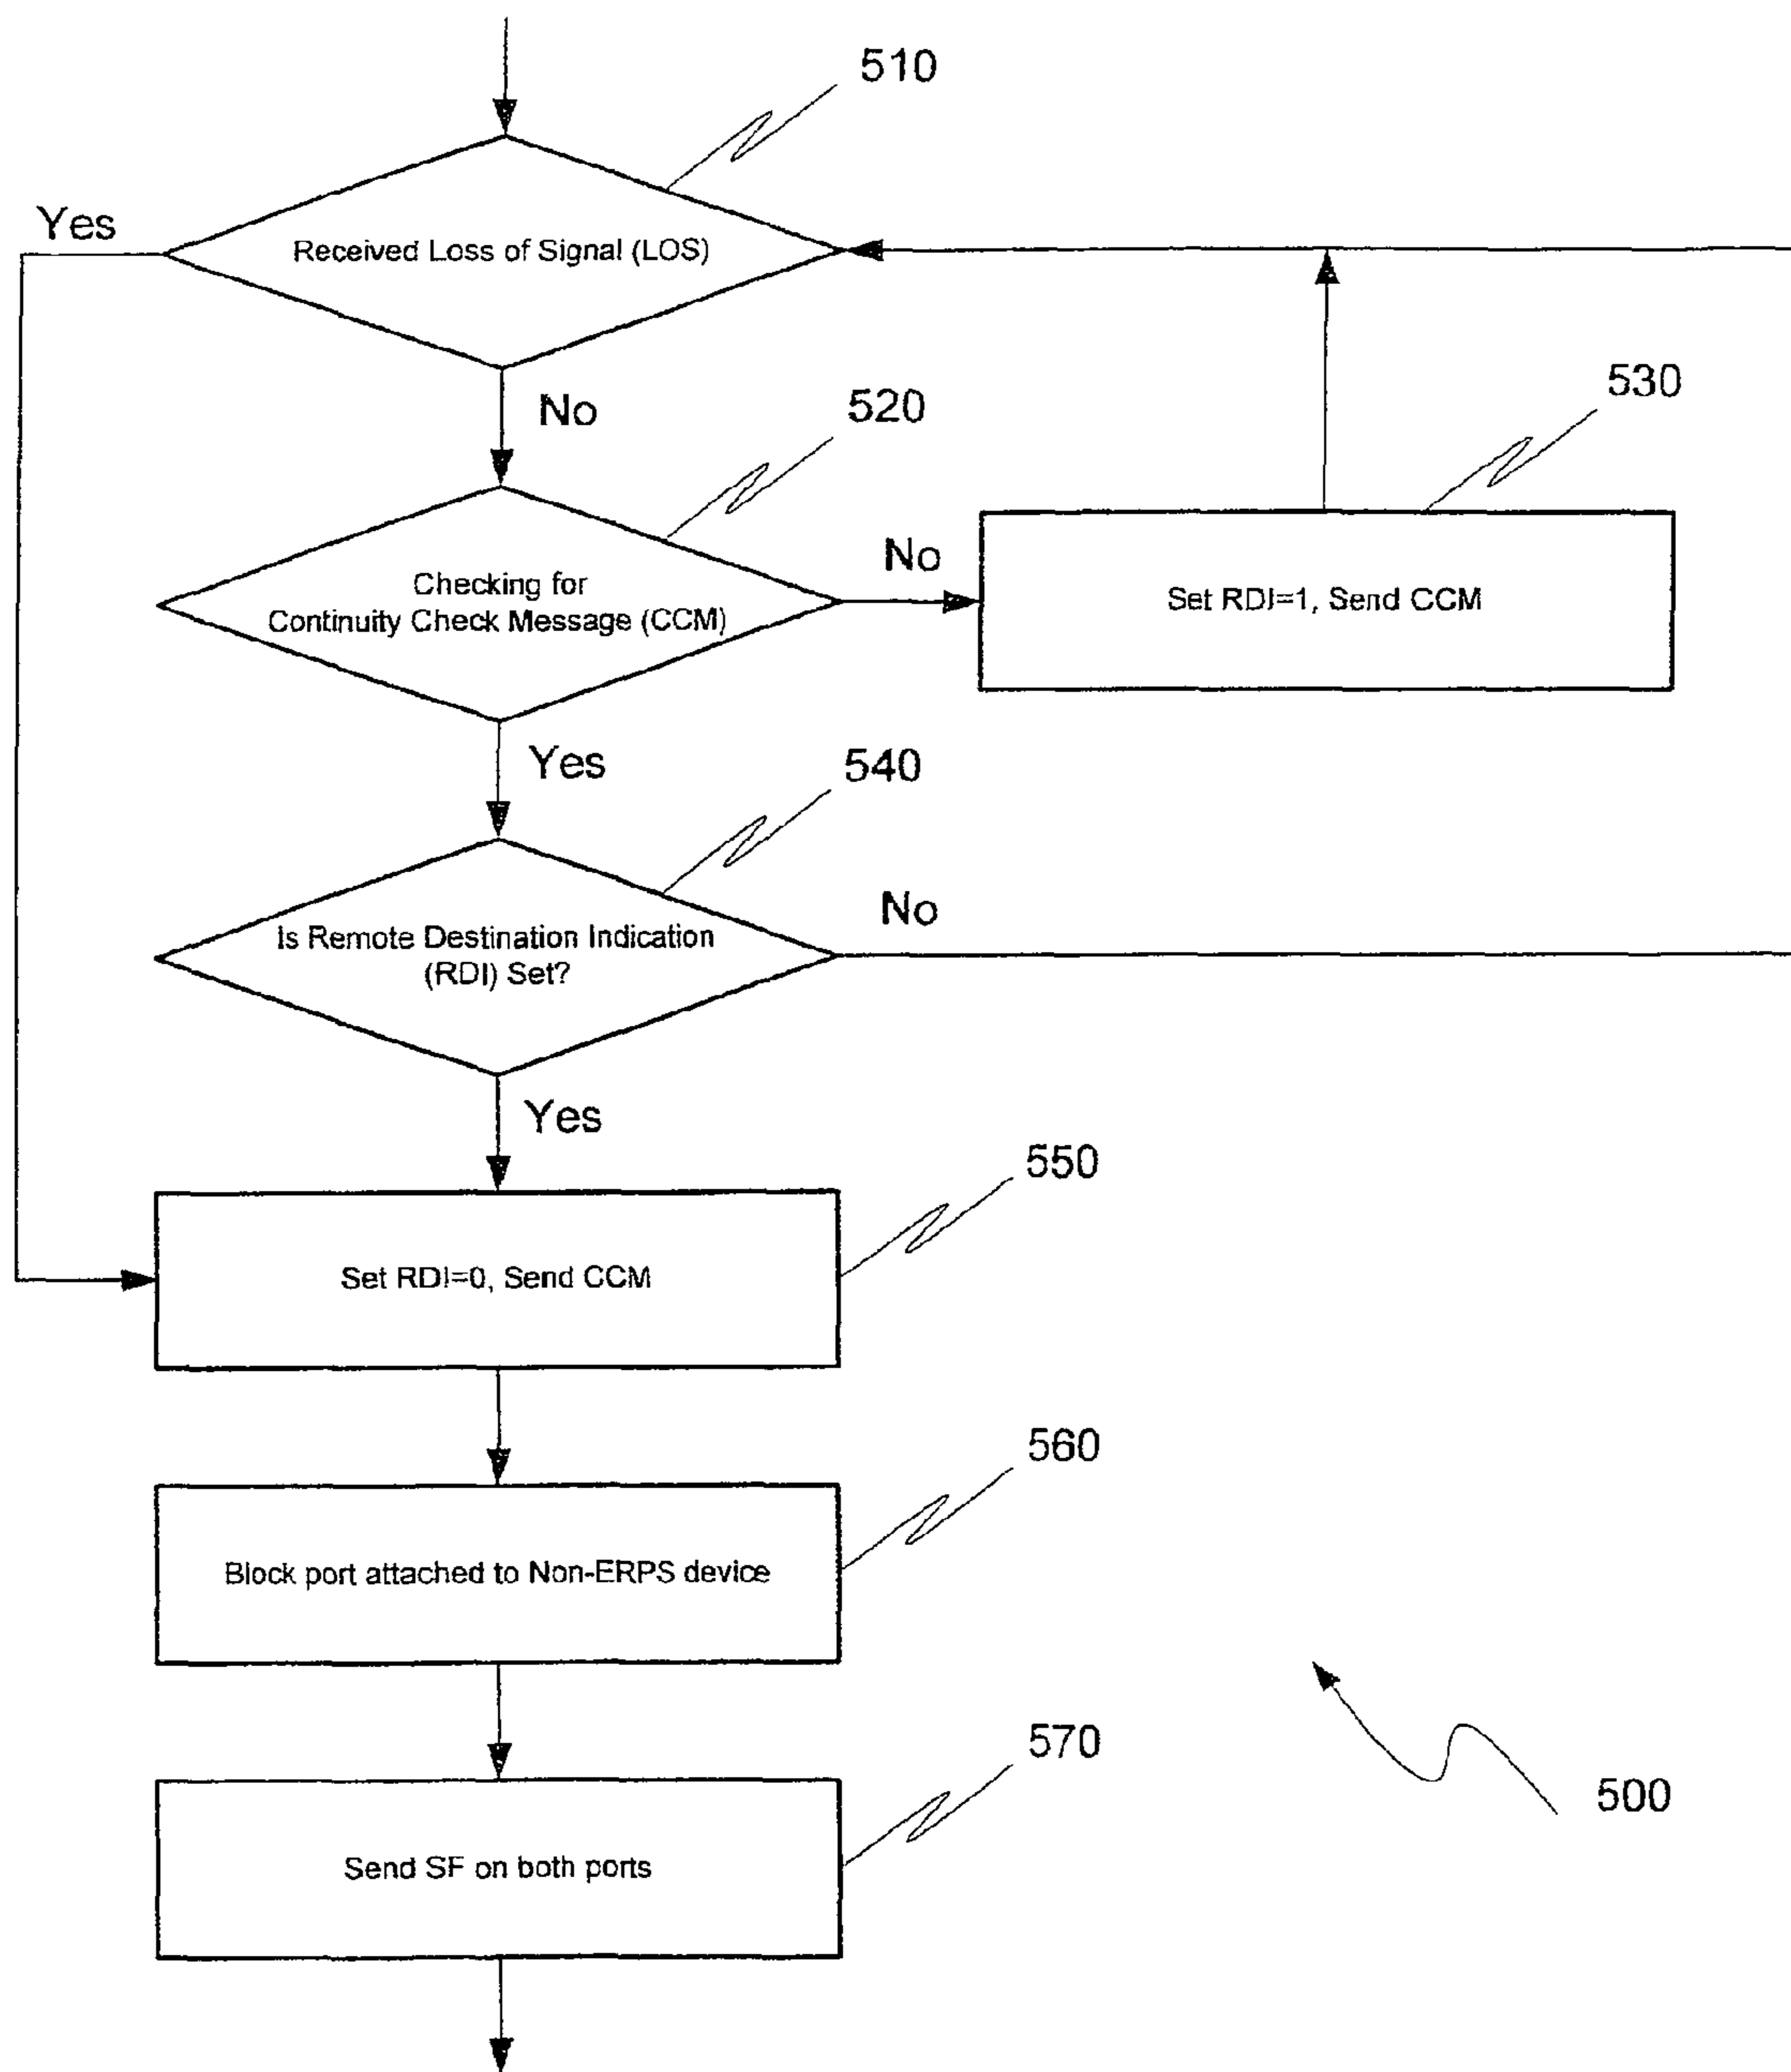 510
Yes
Received Loss of Signal (LOS)
530
No
520
No
Checking for
Continuity Check Message (CCM)
Set RDI=1, Send CCM
Yes
540
No
Is Remote Destination Indication
(RDI) Set?
Yes
550
Set RDI=0, Send CCM
560
Block port attached to Non-ERPS device
570
500
Send SF on both ports